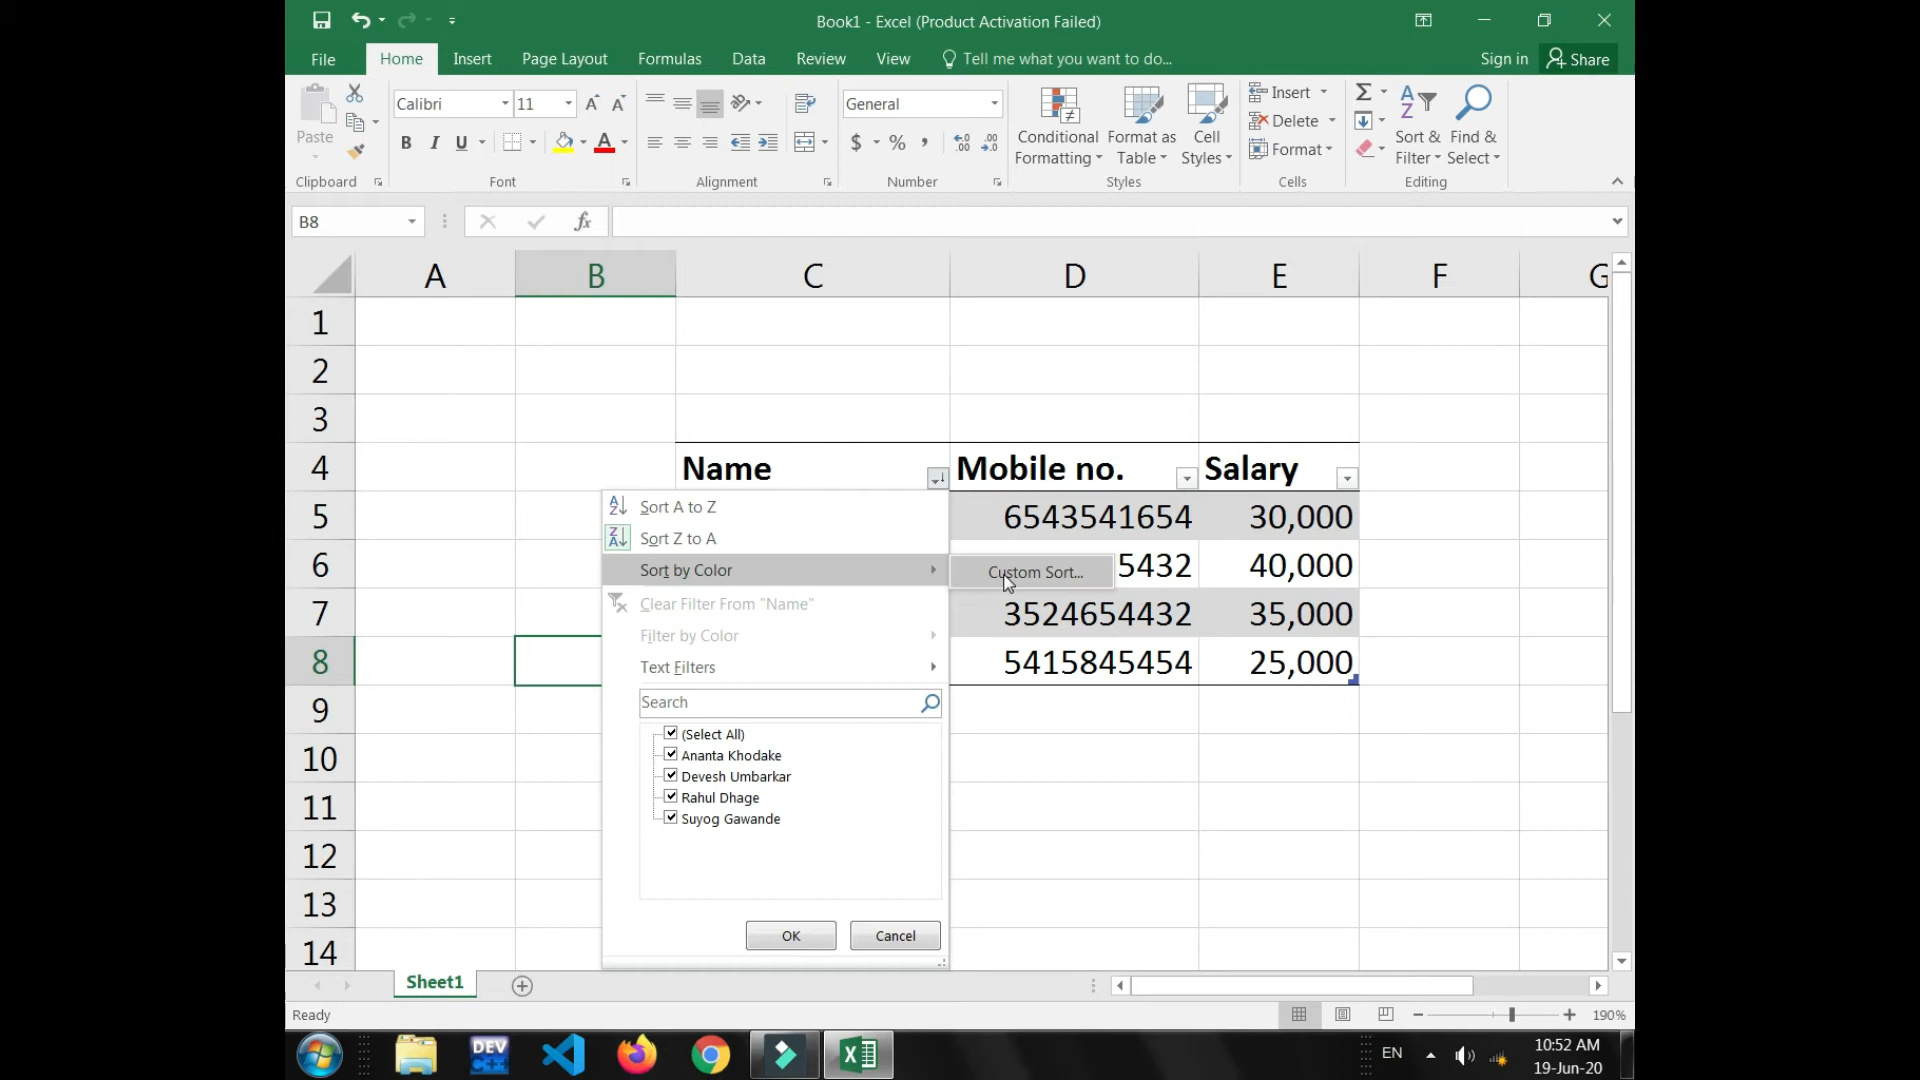 Book1 - Excel (Product Activation Failed)
File Home Insert Page Layout Formulas Data Review View Tell me what you want to do... Sign in Share
Paste
Calibri 11
B I U
General
$ % ,
Conditional Formatting
Format as Table
Cell Styles
Insert
Delete
Format
Sort & Filter
Find & Select
Clipboard Font Alignment Number Styles Cells Editing
B8 fx
A B C D E F G
1
2
3
4 Name Mobile no. Salary
5 6543541654 30,000
6 5432 40,000
7 3524654432 35,000
8 5415845454 25,000
9
10
11
12
13
14
Sort A to Z
Sort Z to A
Sort by Color
Custom Sort...
Clear Filter From "Name"
Filter by Color
Text Filters
Search
(Select All)
Ananta Khodake
Devesh Umbarkar
Rahul Dhage
Suyog Gawande
OK Cancel
Sheet1
Ready 190%
DEV C++
EN 10:52 AM
19-Jun-20